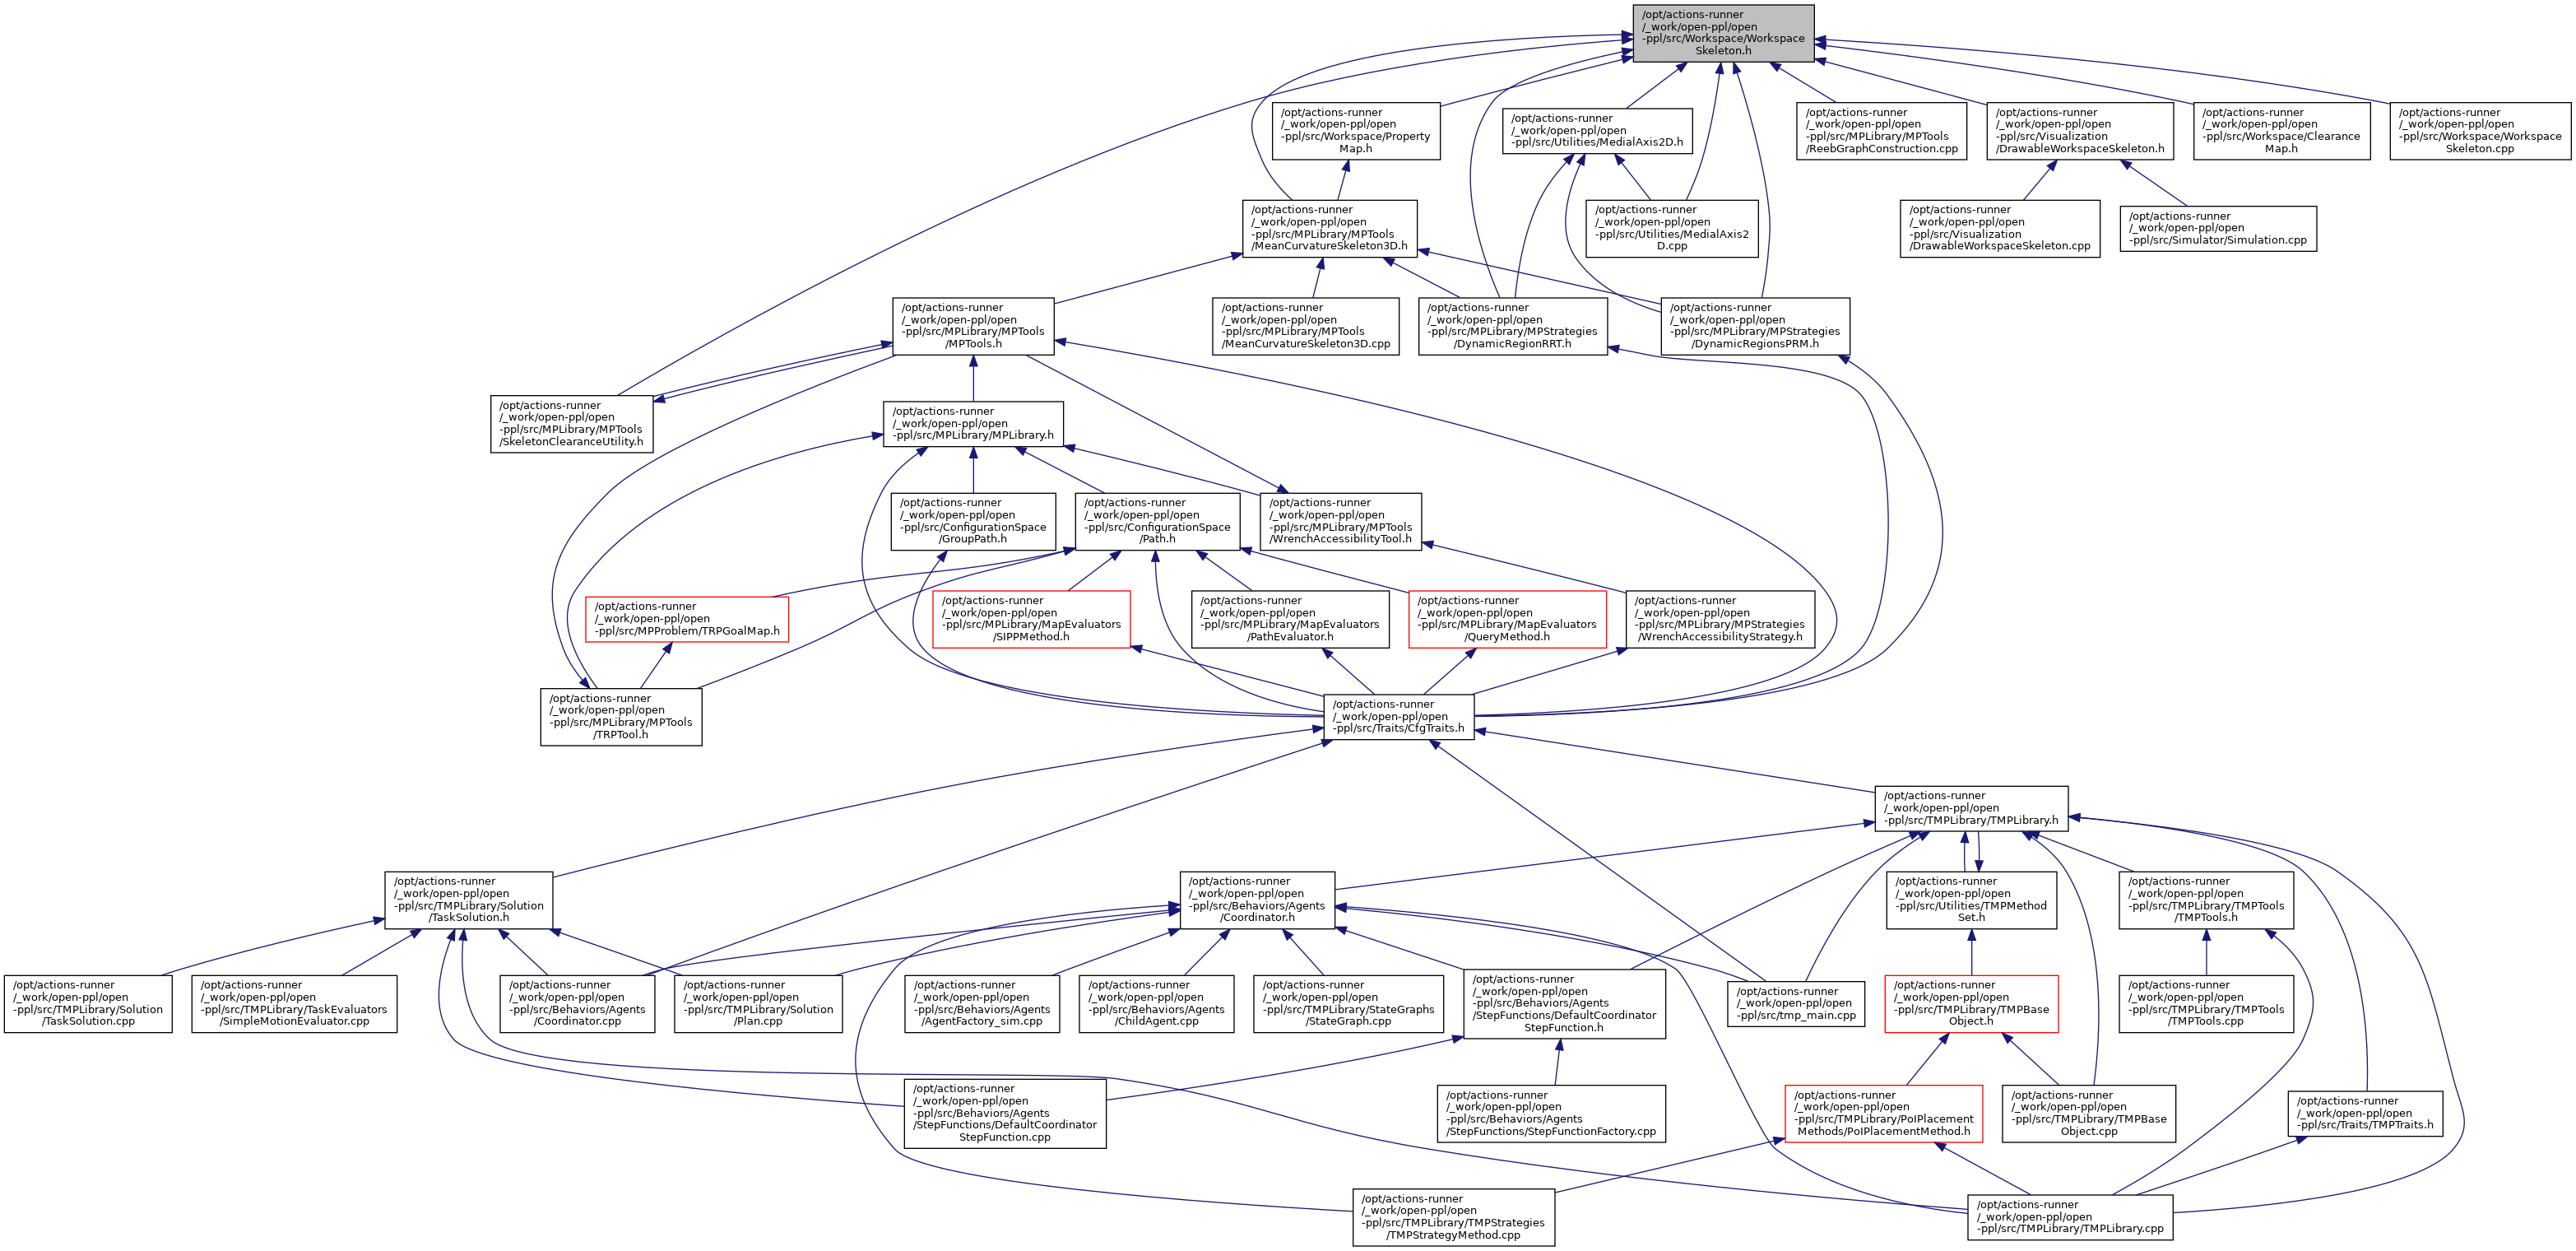 /opt/actions-runner
/_work/open-ppl/open
-ppl/src/Workspace/Workspace
Skeleton.h
/opt/actions-runner
/_work/open-ppl/open
-ppl/src/Workspace/Property
Map.h
/opt/actions-runner
/_work/open-ppl/open
-ppl/src/Utilities/MedialAxis2D.h
/opt/actions-runner
/_work/open-ppl/open
-ppl/src/MPLibrary/MPTools
/ReebGraphConstruction.cpp
/opt/actions-runner
/_work/open-ppl/open
-ppl/src/Visualization
/DrawableWorkspaceSkeleton.h
/opt/actions-runner
/_work/open-ppl/open
-ppl/src/Workspace/Clearance
Map.h
/opt/actions-runner
/_work/open-ppl/open
-ppl/src/Workspace/Workspace
Skeleton.cpp
/opt/actions-runner
/_work/open-ppl/open
-ppl/src/MPLibrary/MPTools
/MeanCurvatureSkeleton3D.h
/opt/actions-runner
/_work/open-ppl/open
-ppl/src/Utilities/MedialAxis2
D.cpp
/opt/actions-runner
/_work/open-ppl/open
-ppl/src/Visualization
/DrawableWorkspaceSkeleton.cpp
/opt/actions-runner
/_work/open-ppl/open
-ppl/src/Simulator/Simulation.cpp
/opt/actions-runner
/_work/open-ppl/open
-ppl/src/MPLibrary/MPTools
/MPTools.h
/opt/actions-runner
/_work/open-ppl/open
-ppl/src/MPLibrary/MPTools
/MeanCurvatureSkeleton3D.cpp
/opt/actions-runner
/_work/open-ppl/open
-ppl/src/MPLibrary/MPStrategies
/DynamicRegionRRT.h
/opt/actions-runner
/_work/open-ppl/open
-ppl/src/MPLibrary/MPStrategies
/DynamicRegionsPRM.h
/opt/actions-runner
/_work/open-ppl/open
-ppl/src/MPLibrary/MPTools
/SkeletonClearanceUtility.h
/opt/actions-runner
/_work/open-ppl/open
-ppl/src/MPLibrary/MPLibrary.h
/opt/actions-runner
/_work/open-ppl/open
-ppl/src/ConfigurationSpace
/GroupPath.h
/opt/actions-runner
/_work/open-ppl/open
-ppl/src/ConfigurationSpace
/Path.h
/opt/actions-runner
/_work/open-ppl/open
-ppl/src/MPLibrary/MPTools
/WrenchAccessibilityTool.h
/opt/actions-runner
/_work/open-ppl/open
-ppl/src/MPProblem/TRPGoalMap.h
/opt/actions-runner
/_work/open-ppl/open
-ppl/src/MPLibrary/MapEvaluators
/SIPPMethod.h
/opt/actions-runner
/_work/open-ppl/open
-ppl/src/MPLibrary/MapEvaluators
/PathEvaluator.h
/opt/actions-runner
/_work/open-ppl/open
-ppl/src/MPLibrary/MapEvaluators
/QueryMethod.h
/opt/actions-runner
/_work/open-ppl/open
-ppl/src/MPLibrary/MPStrategies
/WrenchAccessibilityStrategy.h
/opt/actions-runner
/_work/open-ppl/open
-ppl/src/MPLibrary/MPTools
/TRPTool.h
/opt/actions-runner
/_work/open-ppl/open
-ppl/src/Traits/CfgTraits.h
/opt/actions-runner
/_work/open-ppl/open
-ppl/src/TMPLibrary/TMPLibrary.h
/opt/actions-runner
/_work/open-ppl/open
-ppl/src/TMPLibrary/Solution
/TaskSolution.h
/opt/actions-runner
/_work/open-ppl/open
-ppl/src/Behaviors/Agents
/Coordinator.h
/opt/actions-runner
/_work/open-ppl/open
-ppl/src/Utilities/TMPMethod
Set.h
/opt/actions-runner
/_work/open-ppl/open
-ppl/src/TMPLibrary/TMPTools
/TMPTools.h
/opt/actions-runner
/_work/open-ppl/open
-ppl/src/TMPLibrary/Solution
/TaskSolution.cpp
/opt/actions-runner
/_work/open-ppl/open
-ppl/src/TMPLibrary/TaskEvaluators
/SimpleMotionEvaluator.cpp
/opt/actions-runner
/_work/open-ppl/open
-ppl/src/Behaviors/Agents
/Coordinator.cpp
/opt/actions-runner
/_work/open-ppl/open
-ppl/src/TMPLibrary/Solution
/Plan.cpp
/opt/actions-runner
/_work/open-ppl/open
-ppl/src/Behaviors/Agents
/AgentFactory_sim.cpp
/opt/actions-runner
/_work/open-ppl/open
-ppl/src/Behaviors/Agents
/ChildAgent.cpp
/opt/actions-runner
/_work/open-ppl/open
-ppl/src/TMPLibrary/StateGraphs
/StateGraph.cpp
/opt/actions-runner
/_work/open-ppl/open
-ppl/src/Behaviors/Agents
/StepFunctions/DefaultCoordinator
StepFunction.h
/opt/actions-runner
/_work/open-ppl/open
-ppl/src/tmp_main.cpp
/opt/actions-runner
/_work/open-ppl/open
-ppl/src/TMPLibrary/TMPBase
Object.h
/opt/actions-runner
/_work/open-ppl/open
-ppl/src/TMPLibrary/TMPTools
/TMPTools.cpp
/opt/actions-runner
/_work/open-ppl/open
-ppl/src/Behaviors/Agents
/StepFunctions/DefaultCoordinator
StepFunction.cpp
/opt/actions-runner
/_work/open-ppl/open
-ppl/src/Behaviors/Agents
/StepFunctions/StepFunctionFactory.cpp
/opt/actions-runner
/_work/open-ppl/open
-ppl/src/TMPLibrary/PoIPlacement
Methods/PoIPlacementMethod.h
/opt/actions-runner
/_work/open-ppl/open
-ppl/src/TMPLibrary/TMPBase
Object.cpp
/opt/actions-runner
/_work/open-ppl/open
-ppl/src/Traits/TMPTraits.h
/opt/actions-runner
/_work/open-ppl/open
-ppl/src/TMPLibrary/TMPStrategies
/TMPStrategyMethod.cpp
/opt/actions-runner
/_work/open-ppl/open
-ppl/src/TMPLibrary/TMPLibrary.cpp